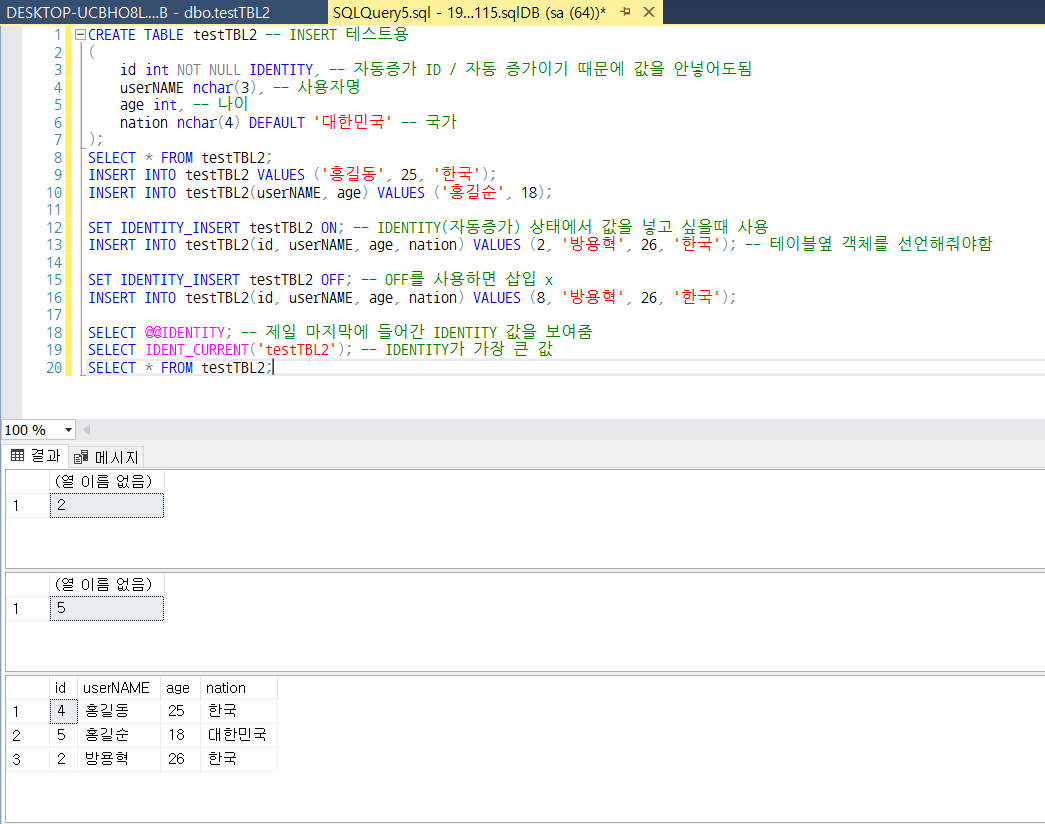 DESKTOP-UCBHO8L....B - dbo.testTBL2
SQLQuery5.sql - 19...115.sqlDB (sa (64))*
1 CREATE TABLE testTBL2 -- INSERT 테스트용
2 (
3 id int NOT NULL IDENTITY, -- 자동증가 ID / 자동 증가이기 때문에 값을 안넣어도됨
4 userNAME nchar(3), -- 사용자명
5 age int, -- 나이
6 nation nchar(4) DEFAULT '대한민국' -- 국가
7 );
8 SELECT * FROM testTBL2;
9 INSERT INTO testTBL2 VALUES ('홍길동', 25, '한국');
10 INSERT INTO testTBL2(userNAME, age) VALUES ('홍길순', 18);
11
12 SET IDENTITY_INSERT testTBL2 ON; -- IDENTITY(자동증가) 상태에서 값을 넣고 싶을때 사용
13 INSERT INTO testTBL2(id, userNAME, age, nation) VALUES (2, '방용혁', 26, '한국'); -- 테이블옆 객체를 선언해줘야함
14
15 SET IDENTITY_INSERT testTBL2 OFF; -- OFF를 사용하면 삽입 x
16 INSERT INTO testTBL2(id, userNAME, age, nation) VALUES (8, '방용혁', 26, '한국');
17
18 SELECT @@IDENTITY; -- 제일 마지막에 들어간 IDENTITY 값을 보여줌
19 SELECT IDENT_CURRENT('testTBL2'); -- IDENTITY가 가장 큰 값
20 SELECT * FROM testTBL2;
100 %
결과 메시지
(열 이름 없음)
1 2
(열 이름 없음)
1 5
id userNAME age nation
1 4 홍길동 25 한국
2 5 홍길순 18 대한민국
3 2 방용혁 26 한국